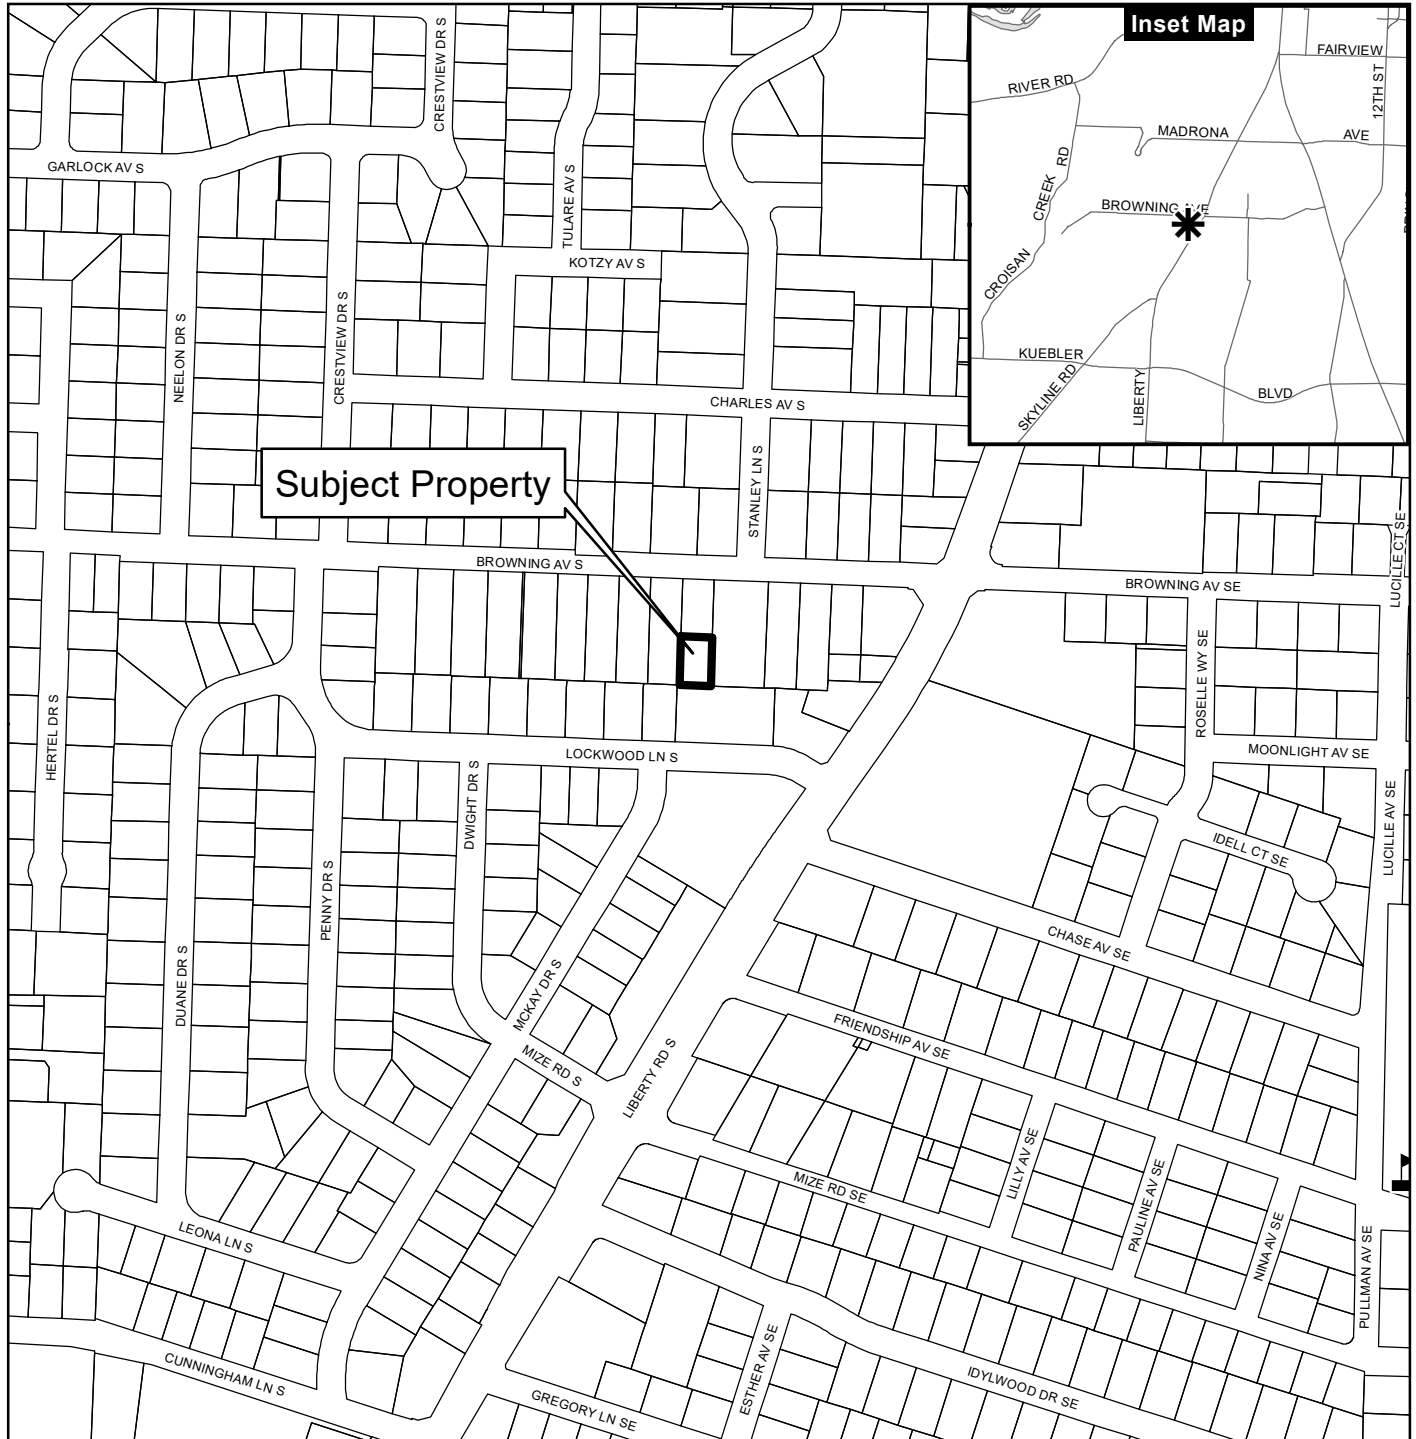 Inset Map
FAIRVIEW
12TH ST
RIVER RD
MADRONA
AVE
CREEK RD
BROWNING AVE
CROISAN
KUEBLER
BLVD
SKYLINE RD
LIBERTY
CRESTVIEW DR S
GARLOCK AV S
TULARE AV S
KOTZY AV S
NEELON DR S
CRESTVIEW DR S
CHARLES AV S
Subject Property
STANLEY LN S
LUCILLE CT SE
BROWNING AV S
BROWNING AV SE
ROSELLE WY SE
HERTEL DR S
LOCKWOOD LN S
MOONLIGHT AV SE
DWIGHT DR S
LUCILLE AV SE
IDELL CT SE
PENNY DR S
DUANE DR S
CHASE AV SE
MCKAY DR S
FRIENDSHIP AV SE
MIZE RD S
LIBERTY RD S
LILLY AV SE
MIZE RD SE
PAULINE AV SE
LEONA LN S
NINA AV SE
PULLMAN AV SE
CUNNINGHAM LN S
ESTHER AV SE
IDYLWOOD DR SE
GREGORY LN SE